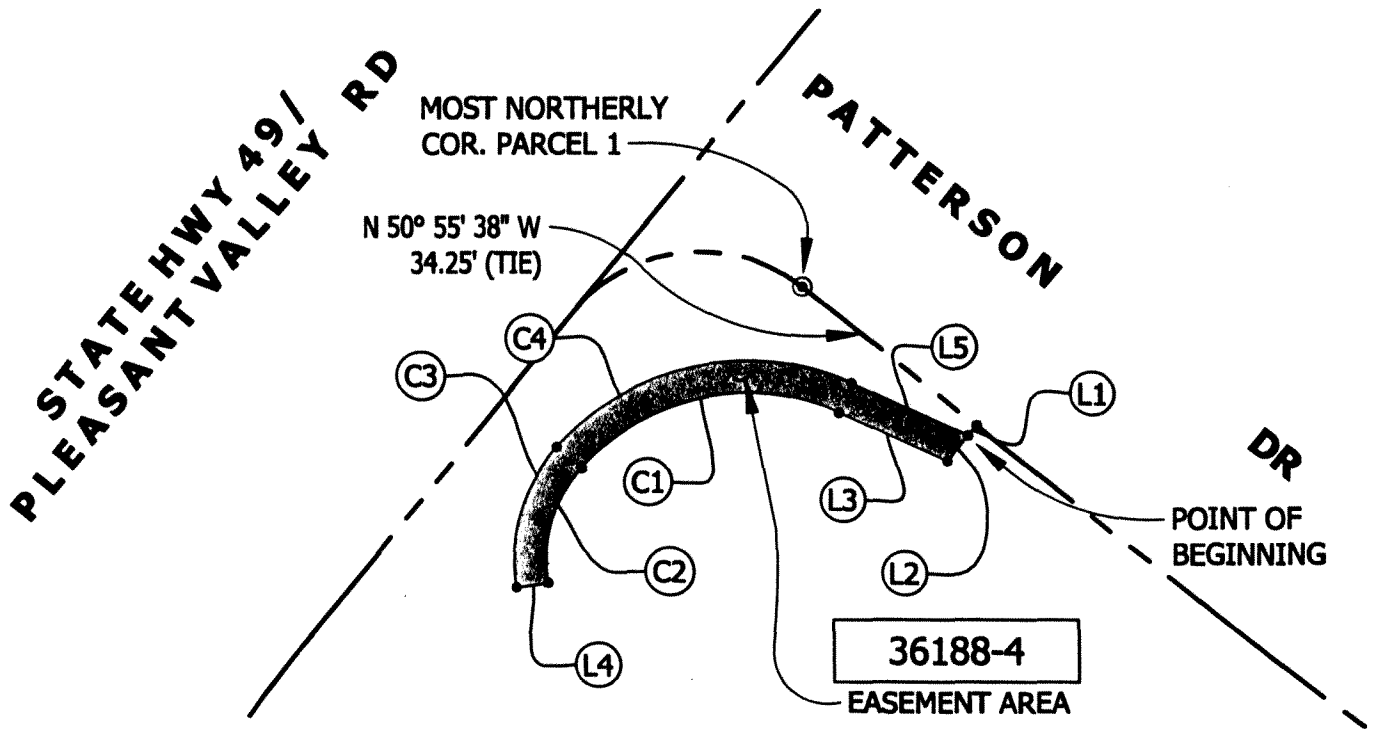 STATE HWY 49/
PLEASANT VALLEY RD
MOST NORTHERLY
COR. PARCEL 1
PATTERSON
DR
N 50° 55' 38" W
34.25' (TIE)
C4
C3
L5
L1
C1
L3
POINT OF
BEGINNING
C2
L2
L4
36188-4
EASEMENT AREA